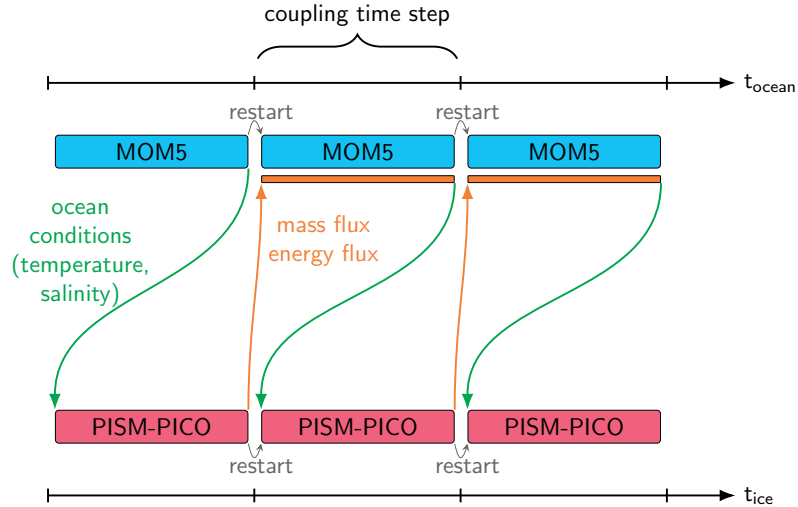 coupling time step
t_ocean
restart
restart
MOM5
MOM5
MOM5
ocean
conditions
(temperature,
salinity)
mass flux
energy flux
PISM-PICO
PISM-PICO
PISM-PICO
restart
restart
t_ice